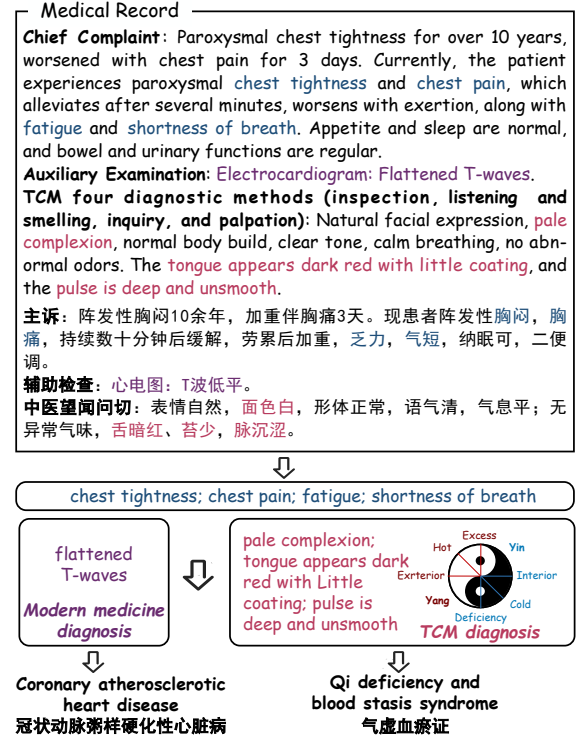 Medical Record
Chief Complaint: Paroxysmal chest tightness for over 10 years,
worsened with chest pain for 3 days. Currently, the patient
experiences paroxysmal chest tightness and chest pain, which
alleviates after several minutes, worsens with exertion, along with
fatigue and shortness of breath. Appetite and sleep are normal,
and bowel and urinary functions are regular.
Auxiliary Examination: Electrocardiogram: Flattened T-waves.
TCM four diagnostic methods (inspection, listening and
smelling, inquiry, and palpation): Natural facial expression, pale
complexion, normal body build, clear tone, calm breathing, no abn-
ormal odors. The tongue appears dark red with little coating, and
the pulse is deep and unsmooth.
主诉：阵发性胸闷10余年，加重伴胸痛3天。现患者阵发性胸闷，胸
痛，持续数十分钟后缓解，劳累后加重，乏力，气短，纳眠可，二便
调。
辅助检查：心电图：T波低平。
中医望闻问切：表情自然，面色白，形体正常，语气清，气息平；无
异常气味，舌暗红、苔少，脉沉涩。
chest tightness; chest pain; fatigue; shortness of breath
flattened
T-waves
Modern medicine
diagnosis
pale complexion;
tongue appears dark
red with Little
coating; pulse is
deep and unsmooth
Excess
Hot
Yin
Exrterior
Interior
Yang
Cold
Deficiency
TCM diagnosis
Coronary atherosclerotic
heart disease
冠状动脉粥样硬化性心脏病
Qi deficiency and
blood stasis syndrome
气虚血瘀证